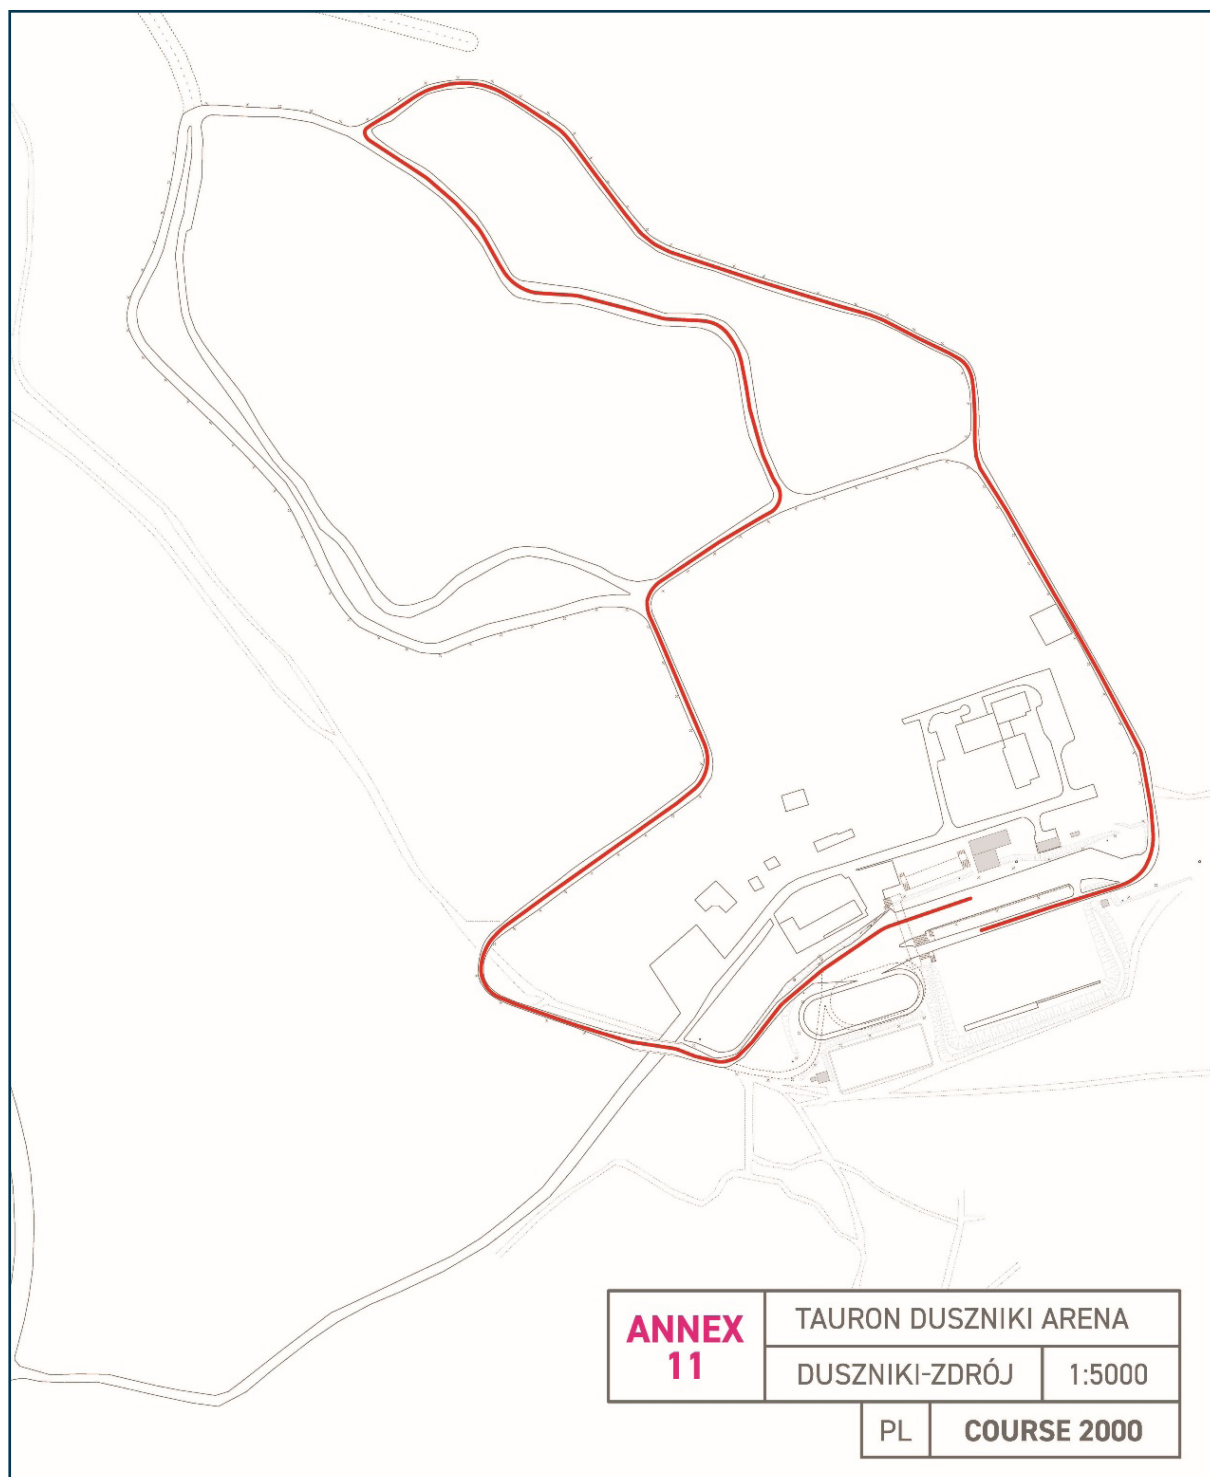 ANNEX
11
TAURON DUSZNIKI ARENA
DUSZNIKI-ZDRÓJ
1:5000
PL
COURSE 2000